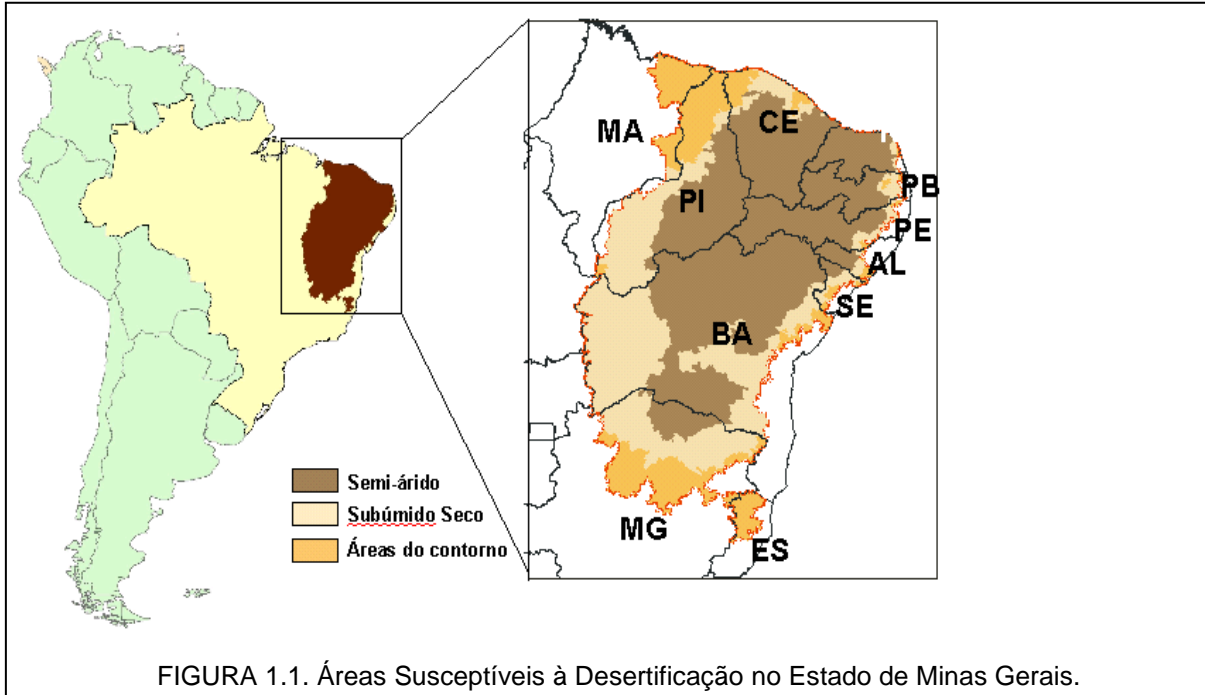 MA
CE
PB
PI
PE
AL
SE
BA
Semi-árido
Subúmido Seco
Áreas do contorno
MG
ES
FIGURA 1.1. Áreas Susceptíveis à Desertificação no Estado de Minas Gerais.